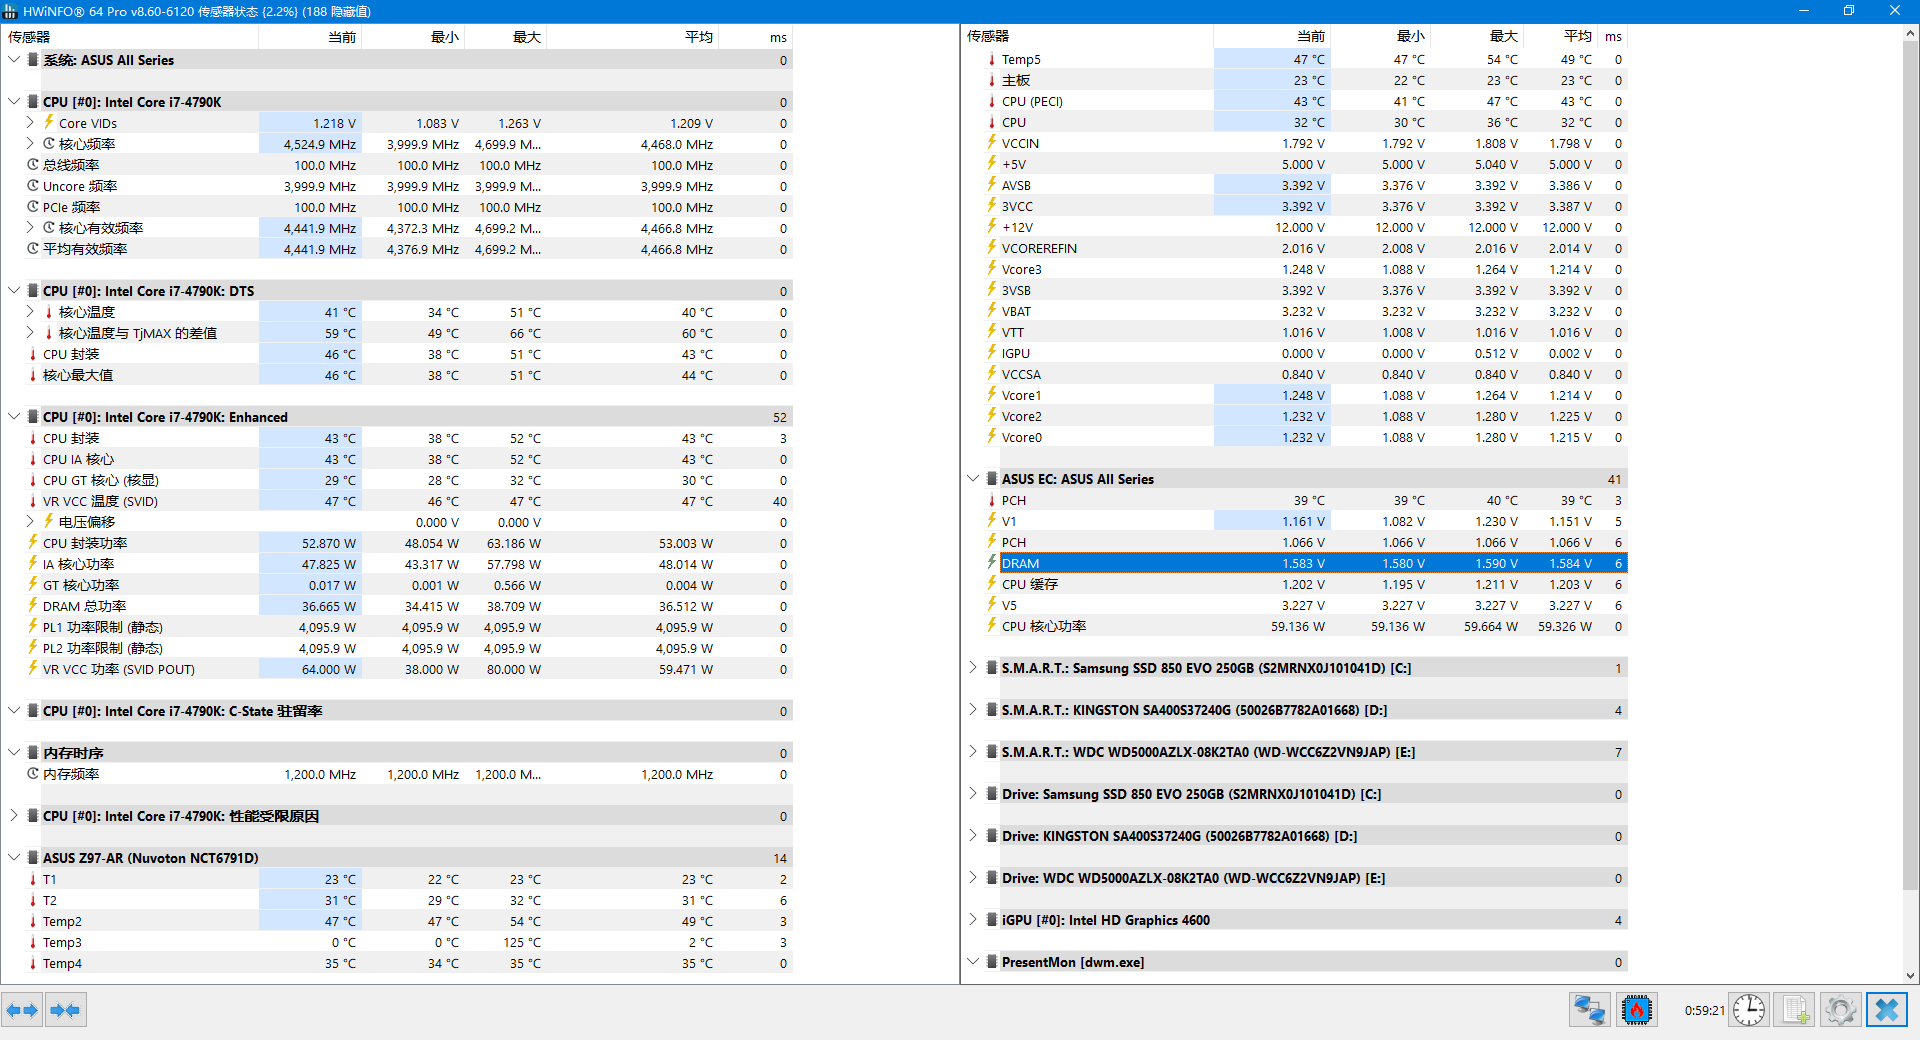 HWiNFO® 64 Pro v8.60-6120 传感器状态 {2.2%} (188 隐藏值)
传感器 当前 最小 最大 平均 ms
系统: ASUS All Series 0
CPU [#0]: Intel Core i7-4790K 0
Core VIDs 1.218 V 1.083 V 1.263 V 1.209 V 0
核心频率 4,524.9 MHz 3,999.9 MHz 4,699.9 M... 4,468.0 MHz 0
总线频率 100.0 MHz 100.0 MHz 100.0 MHz 100.0 MHz 0
Uncore 频率 3,999.9 MHz 3,999.9 MHz 3,999.9 M... 3,999.9 MHz 0
PCIe 频率 100.0 MHz 100.0 MHz 100.0 MHz 100.0 MHz 0
核心有效频率 4,441.9 MHz 4,372.3 MHz 4,699.2 M... 4,466.8 MHz 0
平均有效频率 4,441.9 MHz 4,376.9 MHz 4,699.2 M... 4,466.8 MHz 0
CPU [#0]: Intel Core i7-4790K: DTS 0
核心温度 41 °C 34 °C 51 °C 40 °C 0
核心温度与 TjMAX 的差值 59 °C 49 °C 66 °C 60 °C 0
CPU 封装 46 °C 38 °C 51 °C 43 °C 0
核心最大值 46 °C 38 °C 51 °C 44 °C 0
CPU [#0]: Intel Core i7-4790K: Enhanced 52
CPU 封装 43 °C 38 °C 52 °C 43 °C 3
CPU IA 核心 43 °C 38 °C 52 °C 43 °C 0
CPU GT 核心 (核显) 29 °C 28 °C 32 °C 30 °C 0
VR VCC 温度 (SVID) 47 °C 46 °C 47 °C 47 °C 40
电压偏移 0.000 V 0.000 V 0
CPU 封装功率 52.870 W 48.054 W 63.186 W 53.003 W 0
IA 核心功率 47.825 W 43.317 W 57.798 W 48.014 W 0
GT 核心功率 0.017 W 0.001 W 0.566 W 0.004 W 0
DRAM 总功率 36.665 W 34.415 W 38.709 W 36.512 W 0
PL1 功率限制 (静态) 4,095.9 W 4,095.9 W 4,095.9 W 4,095.9 W 0
PL2 功率限制 (静态) 4,095.9 W 4,095.9 W 4,095.9 W 4,095.9 W 0
VR VCC 功率 (SVID POUT) 64.000 W 38.000 W 80.000 W 59.471 W 0
CPU [#0]: Intel Core i7-4790K: C-State 驻留率 0
内存时序 0
内存频率 1,200.0 MHz 1,200.0 MHz 1,200.0 M... 1,200.0 MHz 0
CPU [#0]: Intel Core i7-4790K: 性能受限原因 0
ASUS Z97-AR (Nuvoton NCT6791D) 14
T1 23 °C 22 °C 23 °C 23 °C 2
T2 31 °C 29 °C 32 °C 31 °C 6
Temp2 47 °C 47 °C 54 °C 49 °C 3
Temp3 0 °C 0 °C 125 °C 2 °C 3
Temp4 35 °C 34 °C 35 °C 35 °C 0
传感器 当前 最小 最大 平均 ms
Temp5 47 °C 47 °C 54 °C 49 °C 0
主板 23 °C 22 °C 23 °C 23 °C 0
CPU (PECI) 43 °C 41 °C 47 °C 43 °C 0
CPU 32 °C 30 °C 36 °C 32 °C 0
VCCIN 1.792 V 1.792 V 1.808 V 1.798 V 0
+5V 5.000 V 5.000 V 5.040 V 5.000 V 0
AVSB 3.392 V 3.376 V 3.392 V 3.386 V 0
3VCC 3.392 V 3.376 V 3.392 V 3.387 V 0
+12V 12.000 V 12.000 V 12.000 V 12.000 V 0
VCOREREFIN 2.016 V 2.008 V 2.016 V 2.014 V 0
Vcore3 1.248 V 1.088 V 1.264 V 1.214 V 0
3VSB 3.392 V 3.376 V 3.392 V 3.392 V 0
VBAT 3.232 V 3.232 V 3.232 V 3.232 V 0
VTT 1.016 V 1.008 V 1.016 V 1.016 V 0
IGPU 0.000 V 0.000 V 0.512 V 0.002 V 0
VCCSA 0.840 V 0.840 V 0.840 V 0.840 V 0
Vcore1 1.248 V 1.088 V 1.264 V 1.214 V 0
Vcore2 1.232 V 1.088 V 1.280 V 1.225 V 0
Vcore0 1.232 V 1.088 V 1.280 V 1.215 V 0
ASUS EC: ASUS All Series 41
PCH 39 °C 39 °C 40 °C 39 °C 3
V1 1.161 V 1.082 V 1.230 V 1.151 V 5
PCH 1.066 V 1.066 V 1.066 V 1.066 V 6
DRAM 1.583 V 1.580 V 1.590 V 1.584 V 6
CPU 缓存 1.202 V 1.195 V 1.211 V 1.203 V 6
V5 3.227 V 3.227 V 3.227 V 3.227 V 6
CPU 核心功率 59.136 W 59.136 W 59.664 W 59.326 W 0
S.M.A.R.T.: Samsung SSD 850 EVO 250GB (S2MRNX0J101041D) [C:] 1
S.M.A.R.T.: KINGSTON SA400S37240G (50026B7782A01668) [D:] 4
S.M.A.R.T.: WDC WD5000AZLX-08K2TA0 (WD-WCC6Z2VN9JAP) [E:] 7
Drive: Samsung SSD 850 EVO 250GB (S2MRNX0J101041D) [C:] 0
Drive: KINGSTON SA400S37240G (50026B7782A01668) [D:] 0
Drive: WDC WD5000AZLX-08K2TA0 (WD-WCC6Z2VN9JAP) [E:] 0
iGPU [#0]: Intel HD Graphics 4600 4
PresentMon [dwm.exe] 0
0:59:21